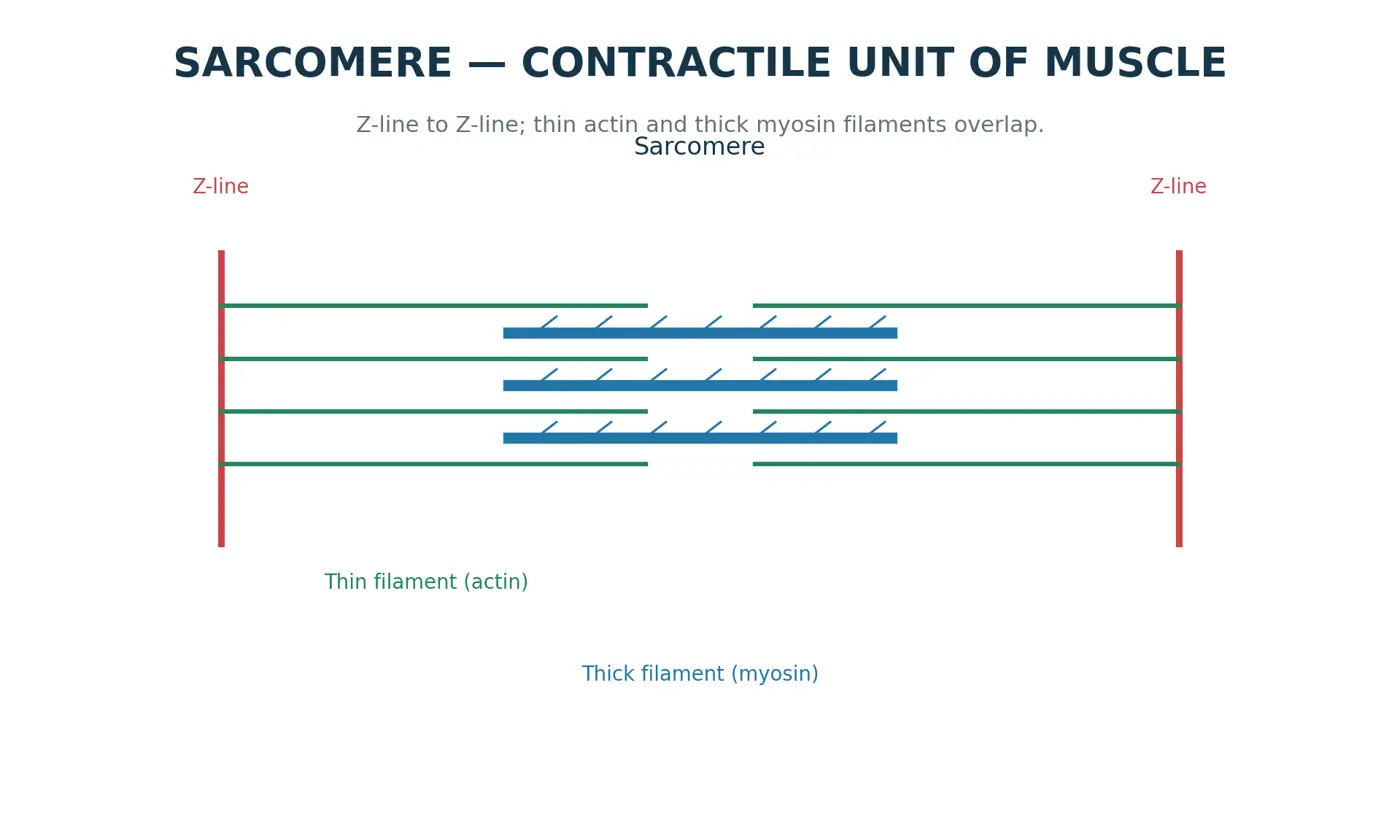 SARCOMERE — CONTRACTILE UNIT OF MUSCLE
Z-line to Z-line; thin actin and thick myosin filaments overlap.
Sarcomere
Z-line
Z-line
Thin filament (actin)
Thick filament (myosin)